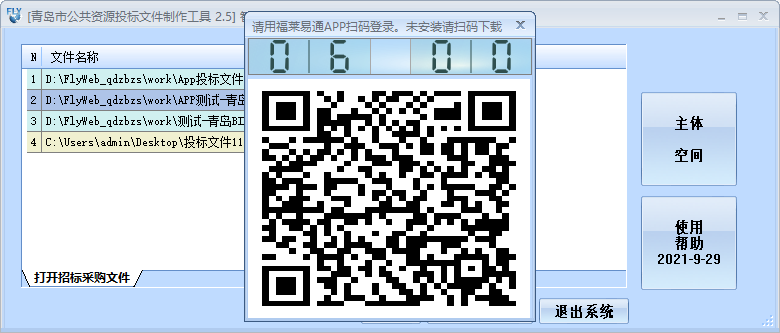 FLY [青岛市公共资源投标文件制作工具 2.5]
请用福莱易通APP扫码登录。未安装请扫码下载
06 00
N 文件名称
1 D:\FlyWeb_qdzbzs\work\App投标文件
2 D:\FlyWeb_qdzbzs\work\APP测试—青岛
3 D:\FlyWeb_qdzbzs\work\测试—青岛BI
4 C:\Users\admin\Desktop\投标文件11
主体
空间
使用
帮助
2021-9-29
打开招标采购文件
退出系统